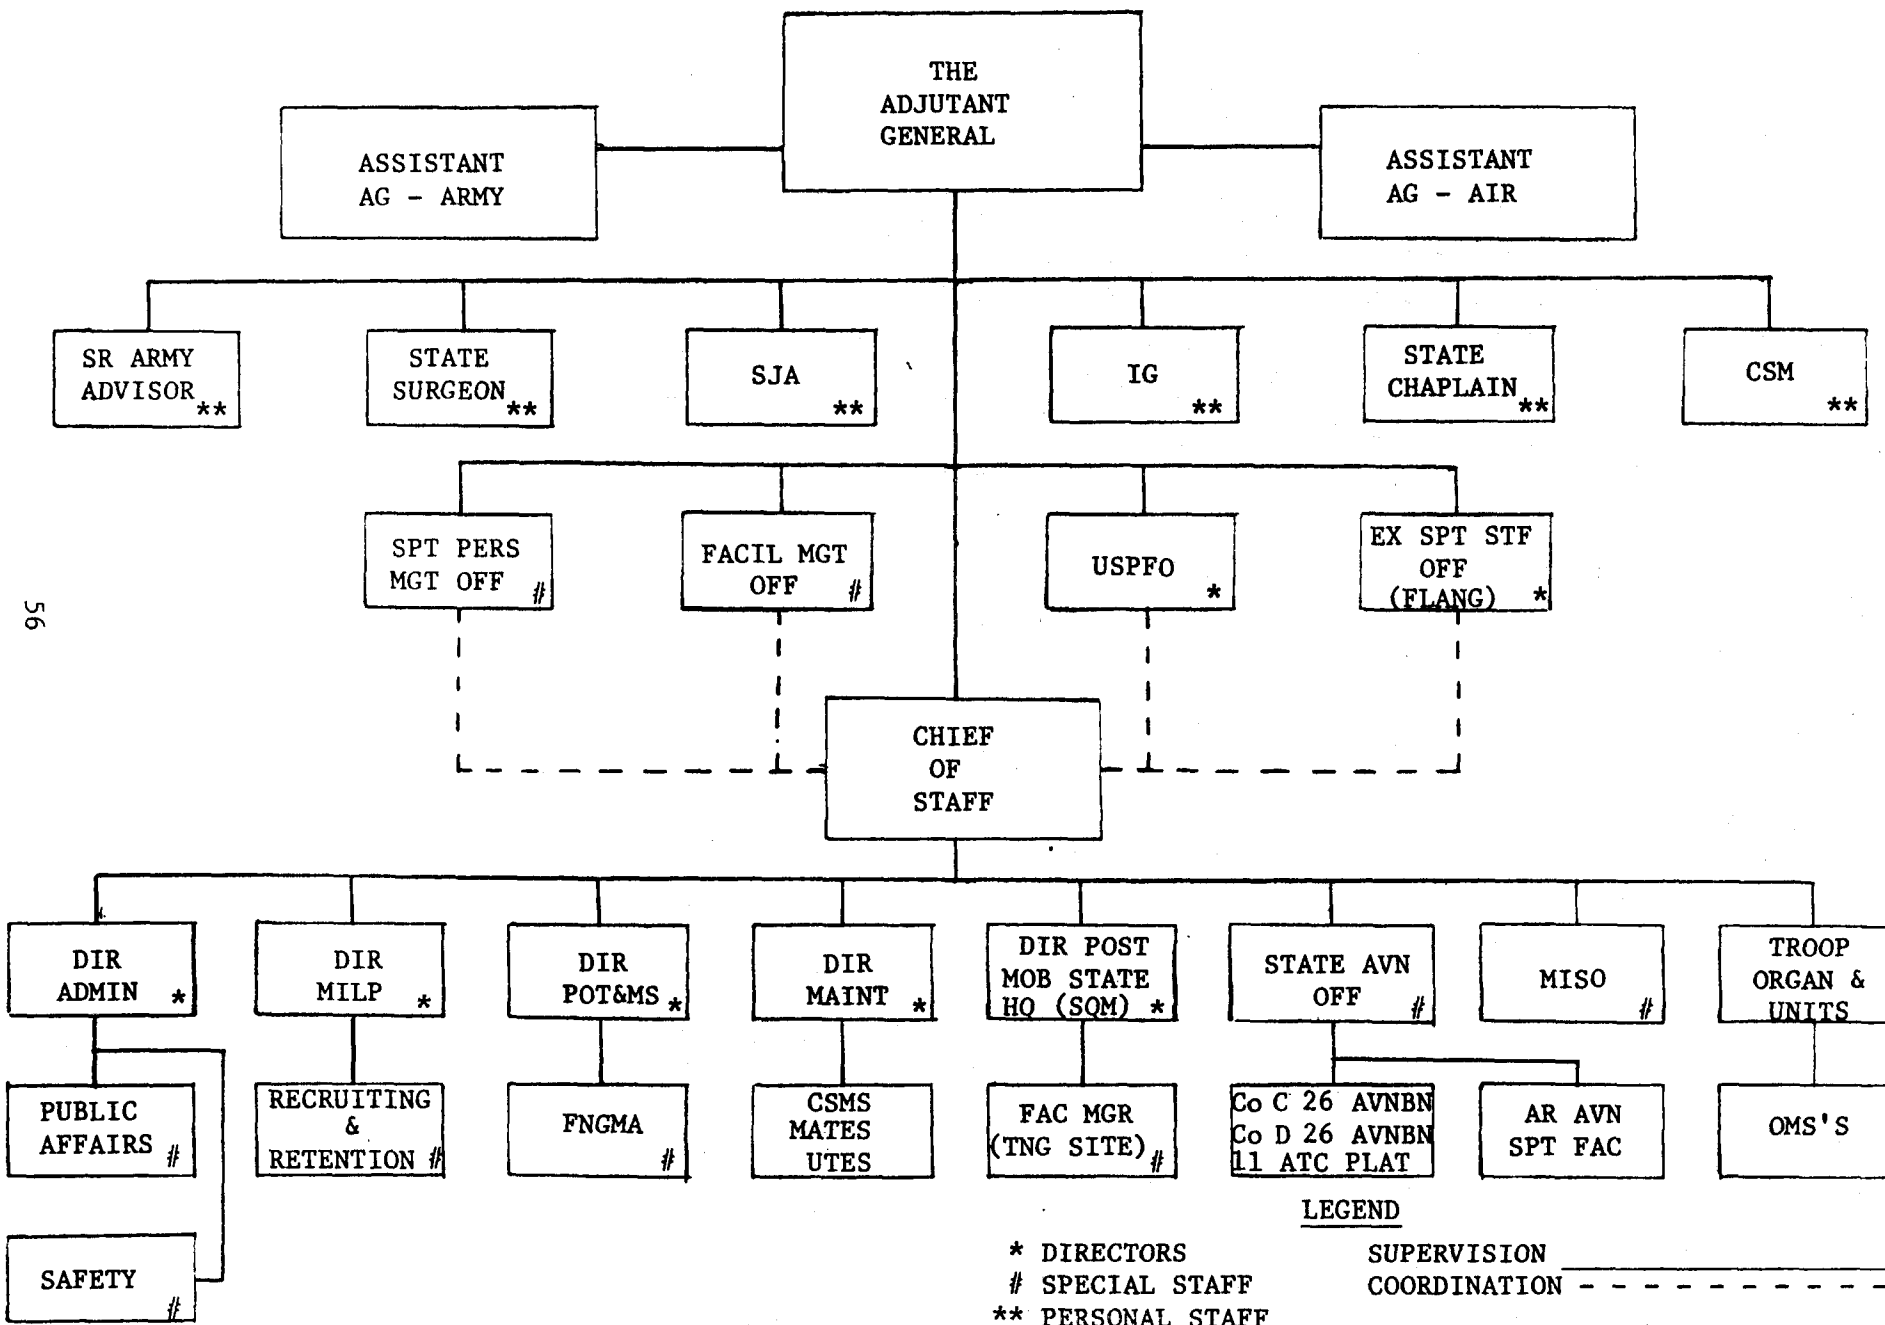 THE
ADJUTANT
GENERAL
ASSISTANT
AG - ARMY
ASSISTANT
AG - AIR
SR ARMY
ADVISOR **
STATE
SURGEON **
SJA
**
IG
**
STATE
CHAPLAIN **
CSM
**
SPT PERS
MGT OFF #
FACIL MGT
OFF #
USPFO
*
EX SPT STF
OFF
(FLANG) *
56
CHIEF
OF
STAFF
DIR
ADMIN *
DIR
MILP *
DIR
POT&MS *
DIR
MAINT *
DIR POST
MOB STATE
HQ (SQM) *
STATE AVN
OFF #
MISO
#
TROOP
ORGAN &
UNITS
PUBLIC
AFFAIRS #
RECRUITING
&
RETENTION #
FNGMA
#
CSMS
MATES
UTES
FAC MGR
(TNG SITE) #
Co C 26 AVNBN
Co D 26 AVNBN
11 ATC PLAT
AR AVN
SPT FAC
OMS'S
SAFETY
#
LEGEND
* DIRECTORS
# SPECIAL STAFF
** PERSONAL STAFF
SUPERVISION
COORDINATION